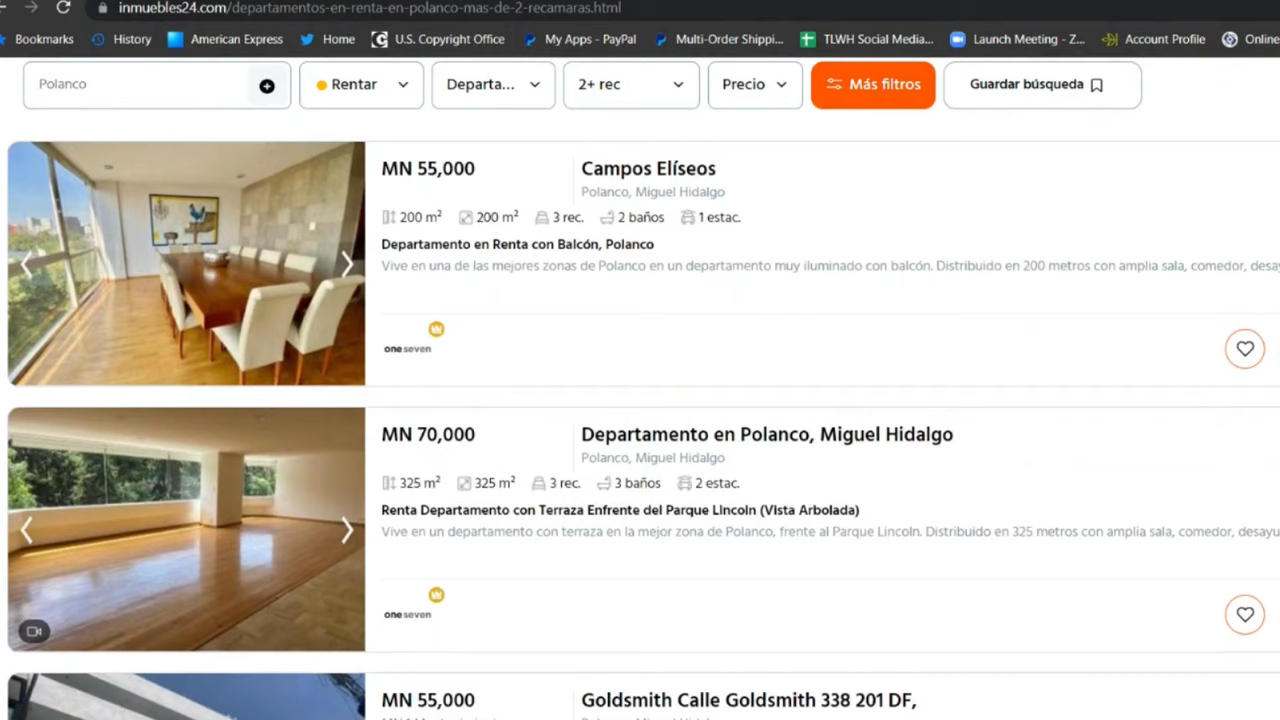 inmuebles24.com/departamentos-en-renta-en-polanco-mas-de-2-recamaras.html
Bookmarks History American Express Home U.S. Copyright Office My Apps - PayPal Multi-Order Shippi... TLWH Social Media... Launch Meeting - Z... Account Profile Online
Polanco Rentar Departa... 2+ rec Precio Más filtros Guardar búsqueda
MN 55,000 Campos Elíseos
Polanco, Miguel Hidalgo
200 m² 200 m² 3 rec. 2 baños 1 estac.
Departamento en Renta con Balcón, Polanco
Vive en una de las mejores zonas de Polanco en un departamento muy iluminado con balcón. Distribuido en 200 metros con amplia sala, comedor, desay
oneseven
MN 70,000 Departamento en Polanco, Miguel Hidalgo
Polanco, Miguel Hidalgo
325 m² 325 m² 3 rec. 3 baños 2 estac.
Renta Departamento con Terraza Enfrente del Parque Lincoln (Vista Arbolada)
Vive en un departamento con terraza en la mejor zona de Polanco, frente al Parque Lincoln. Distribuido en 325 metros con amplia sala, comedor, desayu
oneseven
MN 55,000 Goldsmith Calle Goldsmith 338 201 DF,